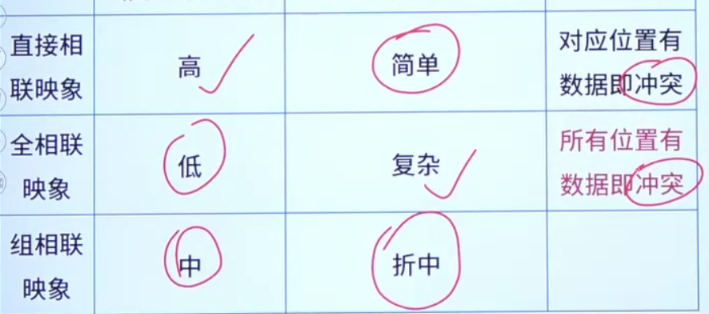 直接相
联映象
高
简单
对应位置有
数据即冲突
全相联
映象
低
复杂
所有位置有
数据即冲突
组相联
映象
中
折中